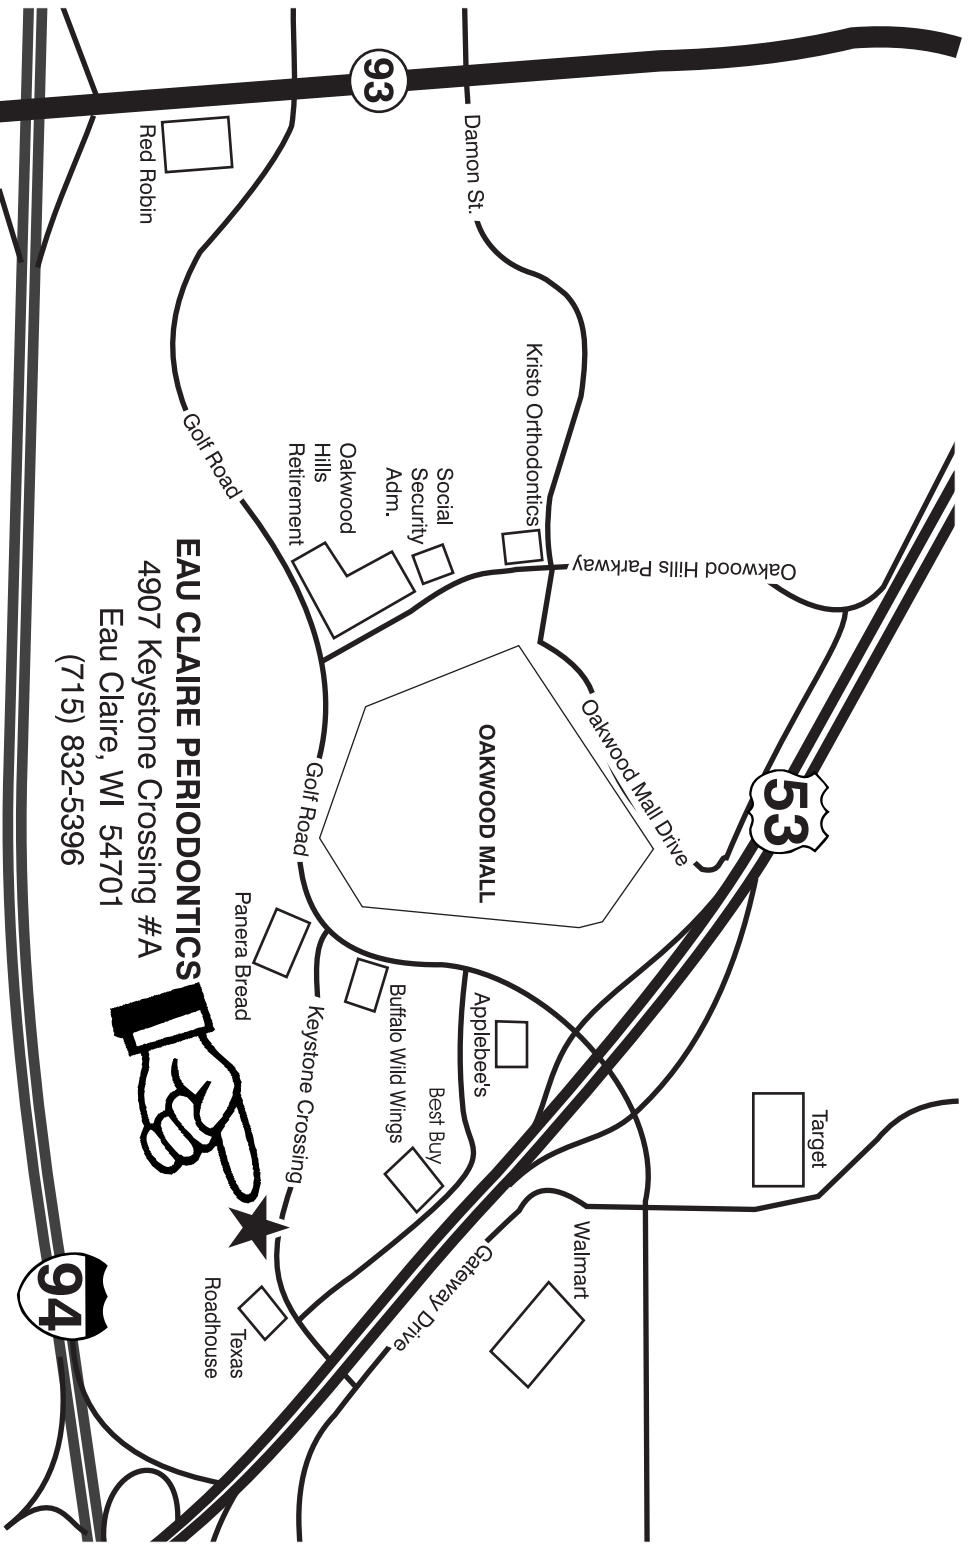 93
Damon St.
Red Robin
53
Oakwood Hills Parkway
Kristo Orthodontics
Social
Security
Adm.
Oakwood
Hills
Retirement
Golf Road
Oakwood Mall Drive
OAKWOOD MALL
Golf Road
Target
Walmart
Gateway Drive
Applebee's
Best Buy
Buffalo Wild Wings
Keystone Crossing
Panera Bread
Texas
Roadhouse
EAU CLAIRE PERIODONTICS
4907 Keystone Crossing #A
Eau Claire, WI 54701
(715) 832-5396
94